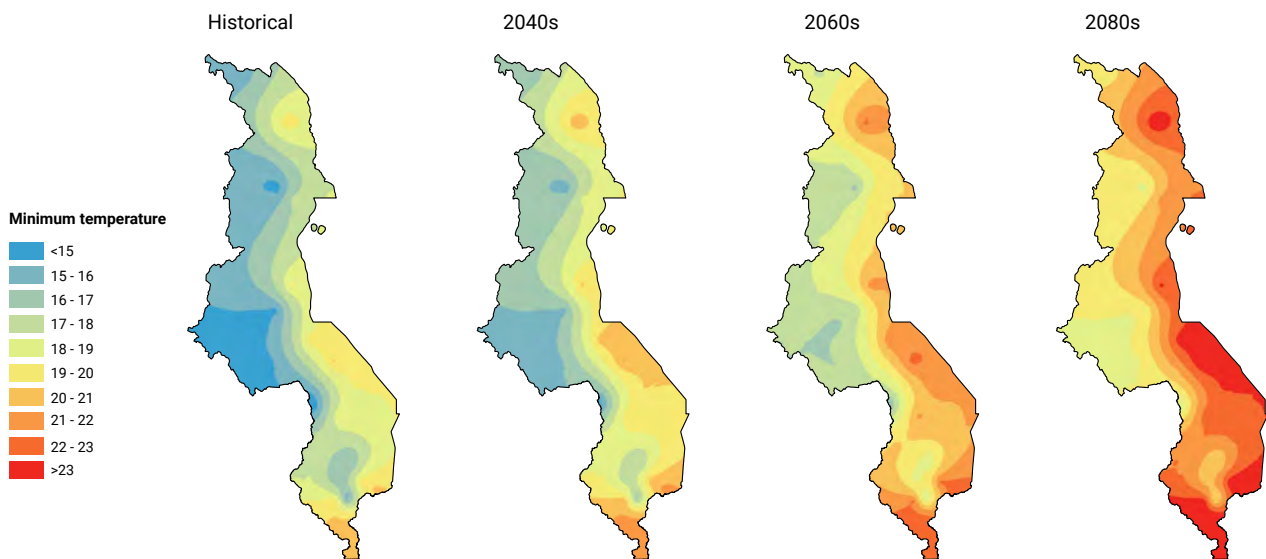 Historical
2040s
2060s
2080s
Minimum temperature
<15
15 - 16
16 - 17
17 - 18
18 - 19
19 - 20
20 - 21
21 - 22
22 - 23
>23